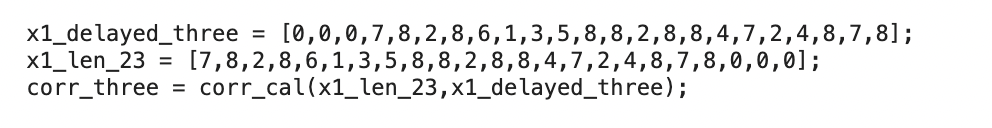 x1_delayed_three = [0,0,0,7,8,2,8,6,1,3,5,8,8,2,8,8,4,7,2,4,8,7,8];
x1_len_23 = [7,8,2,8,6,1,3,5,8,8,2,8,8,4,7,2,4,8,7,8,0,0,0];
corr_three = corr_cal(x1_len_23,x1_delayed_three);